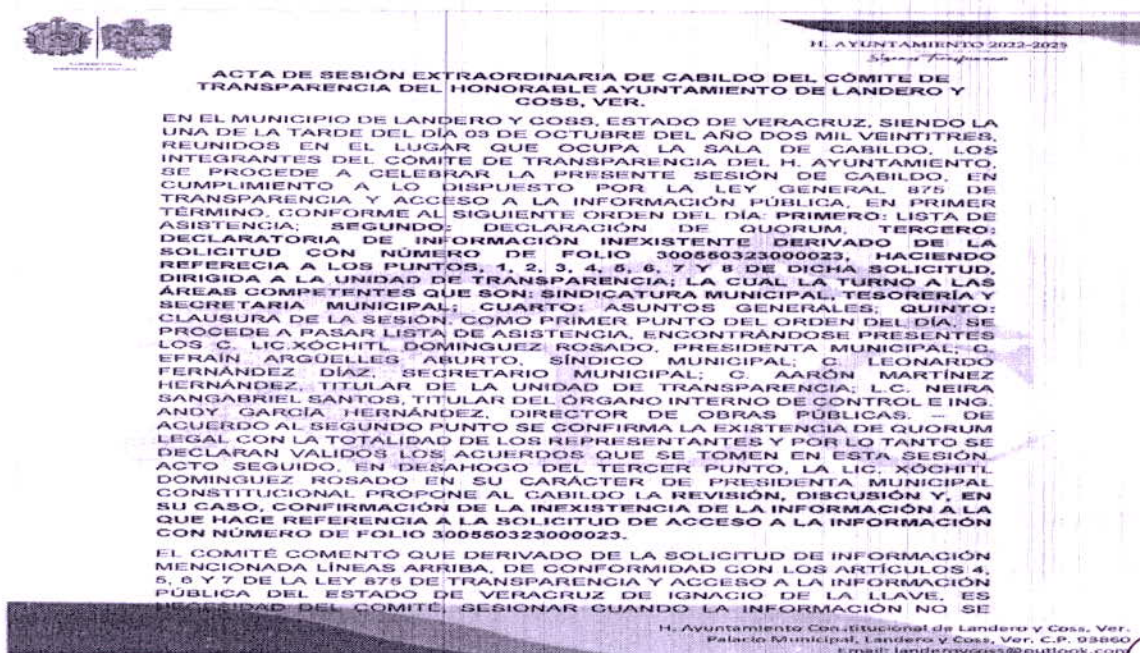 H. AYUNTAMIENTO 2022-2025
ACTA DE SESIÓN EXTRAORDINARIA DE CABILDO DEL CÓMITE DE
TRANSPARENCIA DEL HONORABLE AYUNTAMIENTO DE LANDERO Y
COSS, VER.
EN EL MUNICIPIO DE LANDERO Y COSS, ESTADO DE VERACRUZ, SIENDO LA
UNA DE LA TARDE DEL DÍA 03 DE OCTUBRE DEL AÑO DOS MIL VEINTITRES,
REUNIDOS EN EL LUGAR QUE OCUPA LA SALA DE CABILDO, LOS
INTEGRANTES DEL CÓMITE DE TRANSPARENCIA DEL H. AYUNTAMIENTO,
SE PROCEDE A CELEBRAR LA PRESENTE SESIÓN DE CABILDO, EN
CUMPLIMIENTO A LO DISPUESTO POR LA LEY GENERAL 875 DE
TRANSPARENCIA Y ACCESO A LA INFORMACIÓN PÚBLICA, EN PRIMER
TÉRMINO, CONFORME AL SIGUIENTE ORDEN DEL DÍA: PRIMERO: LISTA DE
ASISTENCIA; SEGUNDO: DECLARACIÓN DE QUORUM, TERCERO:
DECLARATORIA DE INFORMACIÓN INEXISTENTE DERIVADO DE LA
SOLICITUD CON NÚMERO DE FOLIO 300550323000023, HACIENDO
REFERECIA A LOS PUNTOS, 1, 2, 3, 4, 5, 6, 7 Y 8 DE DICHA SOLICITUD,
DIRIGIDA A LA UNIDAD DE TRANSPARENCIA; LA CUAL LA TURNO A LAS
ÁREAS COMPETENTES QUE SON: SINDICATURA MUNICIPAL, TESORERÍA Y
SECRETARIA MUNICIPAL; CUARTO: ASUNTOS GENERALES; QUINTO:
CLAUSURA DE LA SESIÓN, COMO PRIMER PUNTO DEL ORDEN DEL DÍA, SE
PROCEDE A PASAR LISTA DE ASISTENCIA, ENCONTRÁNDOSE PRESENTES
LOS C. LIC.XÓCHITL DOMINGUEZ ROSADO, PRESIDENTA MUNICIPAL; C.
EFRAÍN ARGÜELLES ABURTO, SÍNDICO MUNICIPAL; C. LEONARDO
FERNÁNDEZ DÍAZ, SECRETARIO MUNICIPAL; C. AARÓN MARTÍNEZ
HERNÁNDEZ, TITULAR DE LA UNIDAD DE TRANSPARENCIA; L.C. NEIRA
SANGABRIEL SANTOS, TITULAR DEL ÓRGANO INTERNO DE CONTROL E ING.
ANDY GARCÍA HERNÁNDEZ, DIRECTOR DE OBRAS PÚBLICAS. — DE
ACUERDO AL SEGUNDO PUNTO SE CONFIRMA LA EXISTENCIA DE QUORUM
LEGAL CON LA TOTALIDAD DE LOS REPRESENTANTES Y POR LO TANTO SE
DECLARAN VALIDOS LOS ACUERDOS QUE SE TOMEN EN ESTA SESIÓN.
ACTO SEGUIDO, EN DESAHOGO DEL TERCER PUNTO, LA LIC. XÓCHITL
DOMINGUEZ ROSADO EN SU CARÁCTER DE PRESIDENTA MUNICIPAL
CONSTITUCIONAL PROPONE AL CABILDO LA REVISIÓN, DISCUSIÓN Y, EN
SU CASO, CONFIRMACIÓN DE LA INEXISTENCIA DE LA INFORMACIÓN A LA
QUE HACE REFERENCIA A LA SOLICITUD DE ACCESO A LA INFORMACIÓN
CON NÚMERO DE FOLIO 300550323000023.
EL COMITÉ COMENTÓ QUE DERIVADO DE LA SOLICITUD DE INFORMACIÓN
MENCIONADA LÍNEAS ARRIBA, DE CONFORMIDAD CON LOS ARTÍCULOS 4,
5, 6 Y 7 DE LA LEY 875 DE TRANSPARENCIA Y ACCESO A LA INFORMACIÓN
PÚBLICA DEL ESTADO DE VERACRUZ DE IGNACIO DE LA LLAVE, ES
NECESIDAD DEL COMITÉ, SESIONAR CUANDO LA INFORMACIÓN NO SE
H. Ayuntamiento Constitucional de Landero y Coss, Ver.
Palacio Municipal, Landero y Coss, Ver. C.P. 93860
Email: landeroycoss@outlook.com